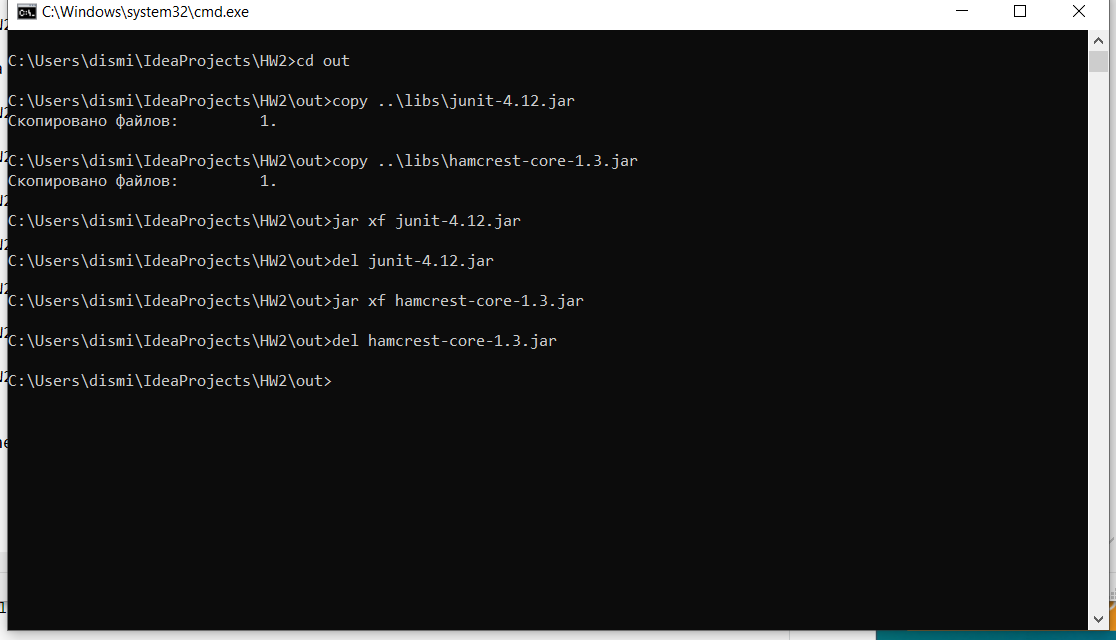 C:\Windows\system32\cmd.exe
C:\Users\dismi\IdeaProjects\HW2>cd out
C:\Users\dismi\IdeaProjects\HW2\out>copy ..\libs\junit-4.12.jar
Скопировано файлов:         1.
C:\Users\dismi\IdeaProjects\HW2\out>copy ..\libs\hamcrest-core-1.3.jar
Скопировано файлов:         1.
C:\Users\dismi\IdeaProjects\HW2\out>jar xf junit-4.12.jar
C:\Users\dismi\IdeaProjects\HW2\out>del junit-4.12.jar
C:\Users\dismi\IdeaProjects\HW2\out>jar xf hamcrest-core-1.3.jar
C:\Users\dismi\IdeaProjects\HW2\out>del hamcrest-core-1.3.jar
C:\Users\dismi\IdeaProjects\HW2\out>